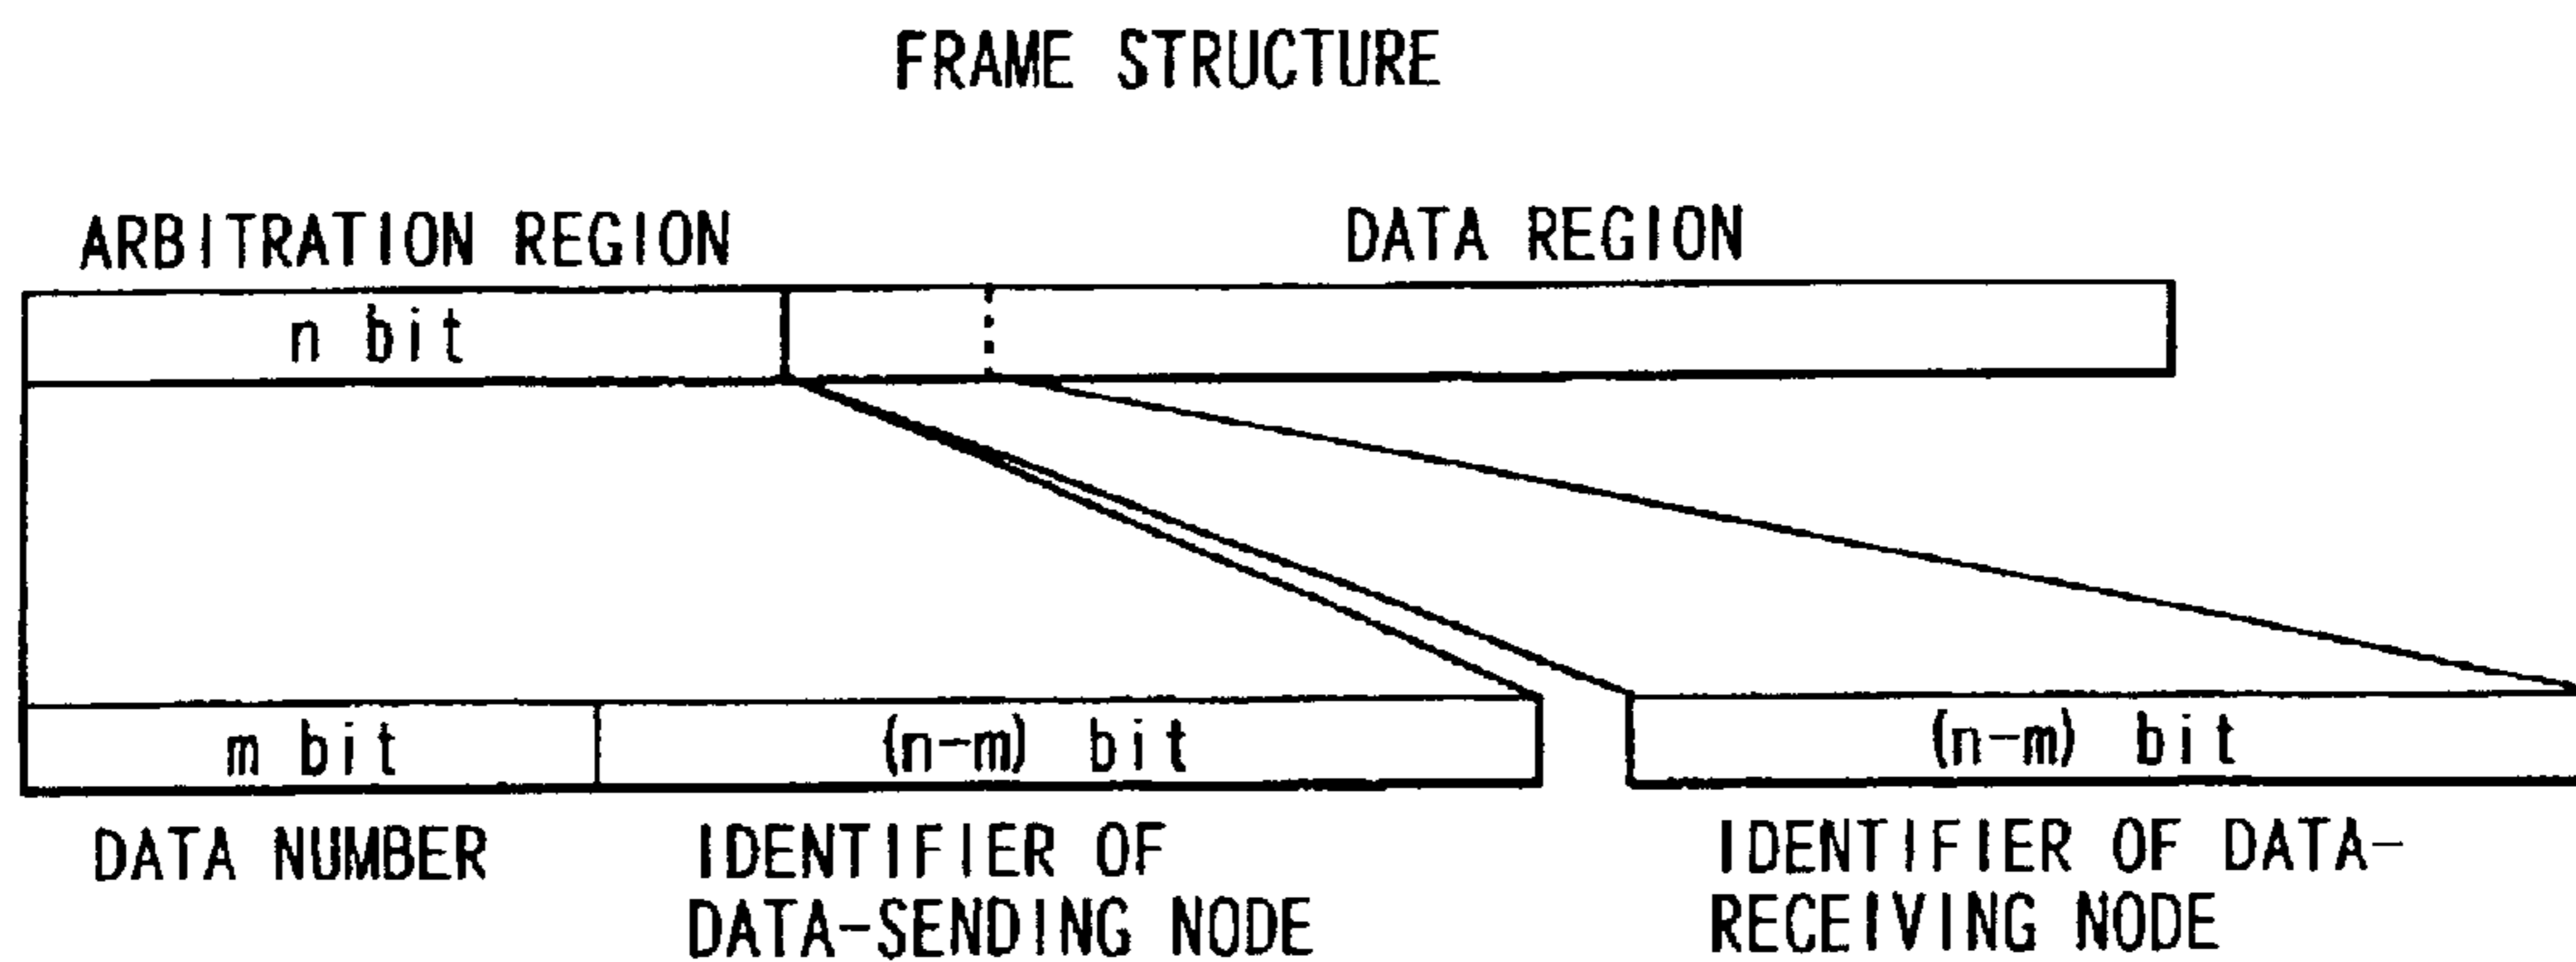 FRAME STRUCTURE
ARBITRATION REGION
DATA REGION
n bit
m bit
(n-m) bit
(n-m) bit
DATA NUMBER
IDENTIFIER OF
DATA-SENDING NODE
IDENTIFIER OF DATA-
RECEIVING NODE